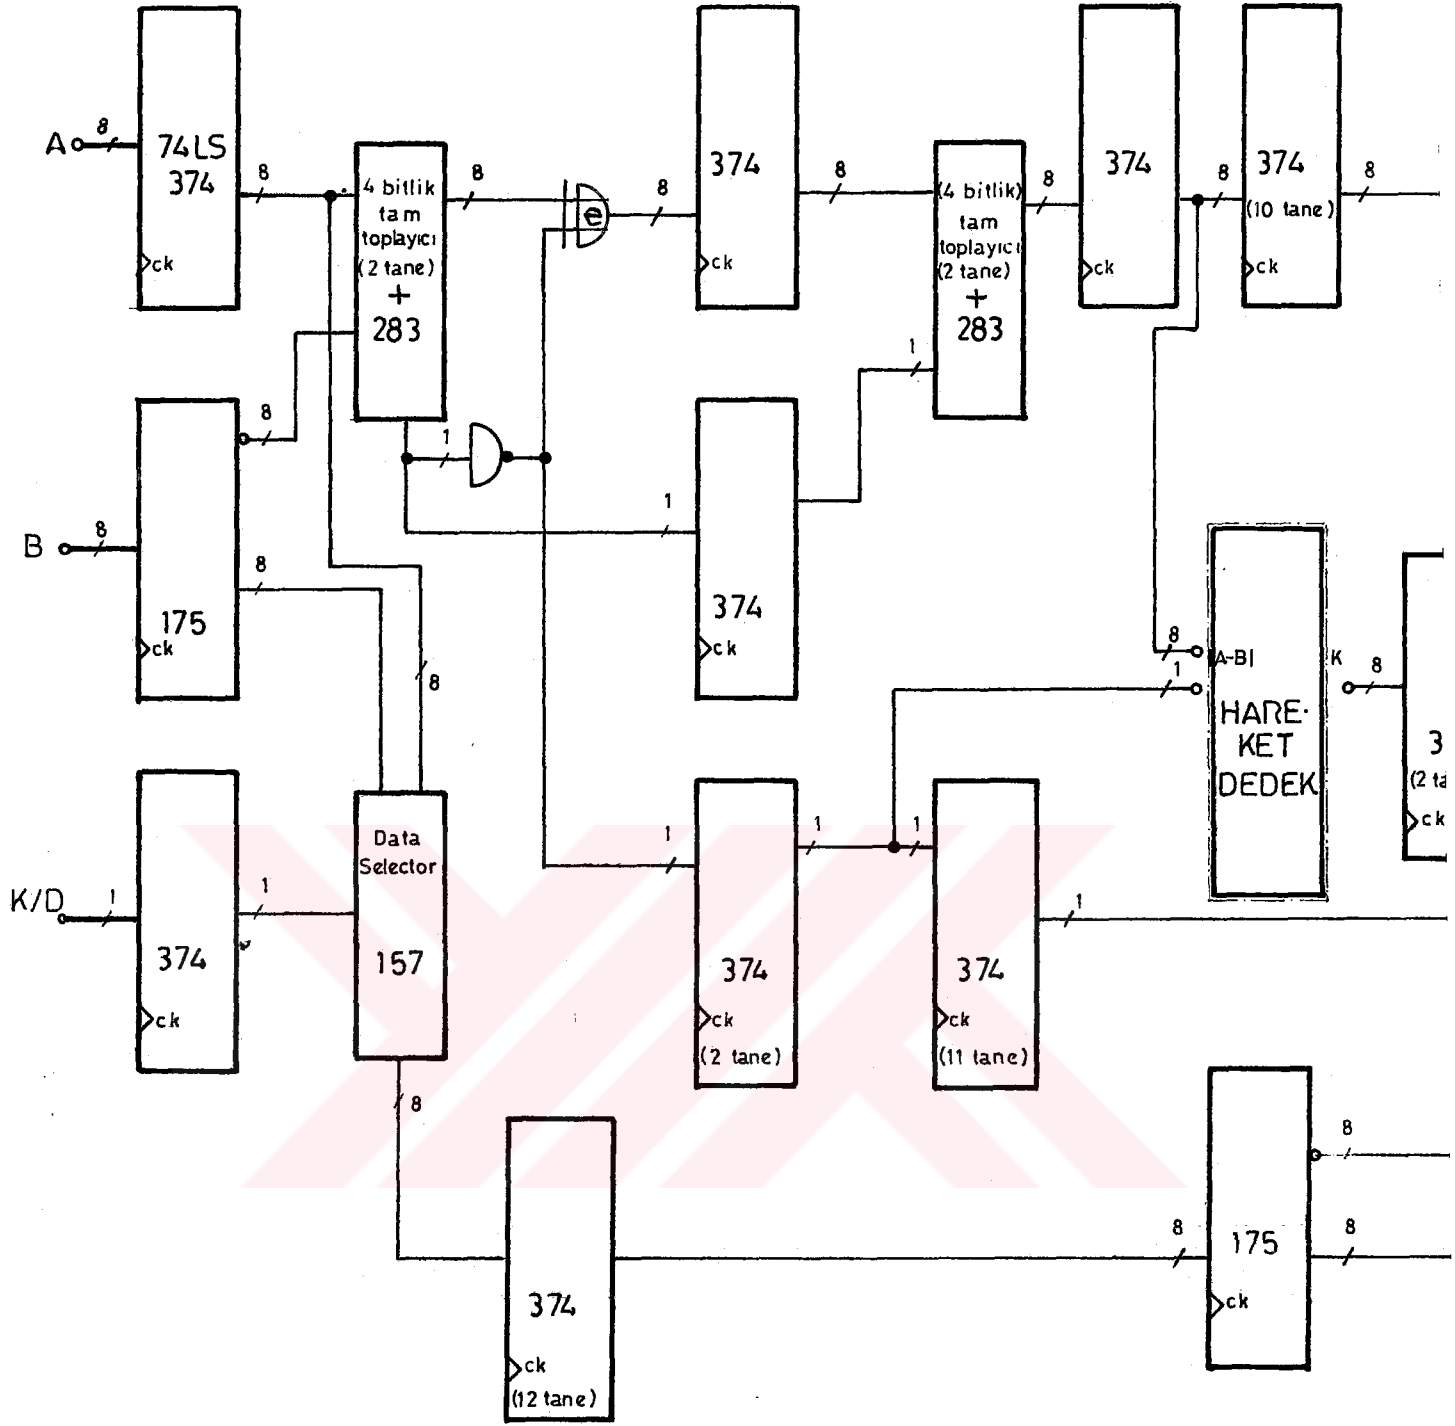 A
8
74LS
374
ck
8
4 bitlik
tam
toplayıcı
(2 tane)
+
283
8
e
8
374
ck
8
(4 bitlik)
tam
toplayıcı
(2 tane)
+
283
8
374
ck
8
374
(10 tane)
ck
8
B
8
175
ck
8
8
1
1
8
374
ck
1
8
1
|A-B|
K
HARE-
KET
DEDEK
8
3
(2 ta
ck
K/D
1
374
ck
1
Data
Selector
157
8
1
374
ck
(2 tane)
1
1
374
ck
(11 tane)
1
374
ck
(12 tane)
8
175
ck
8
8